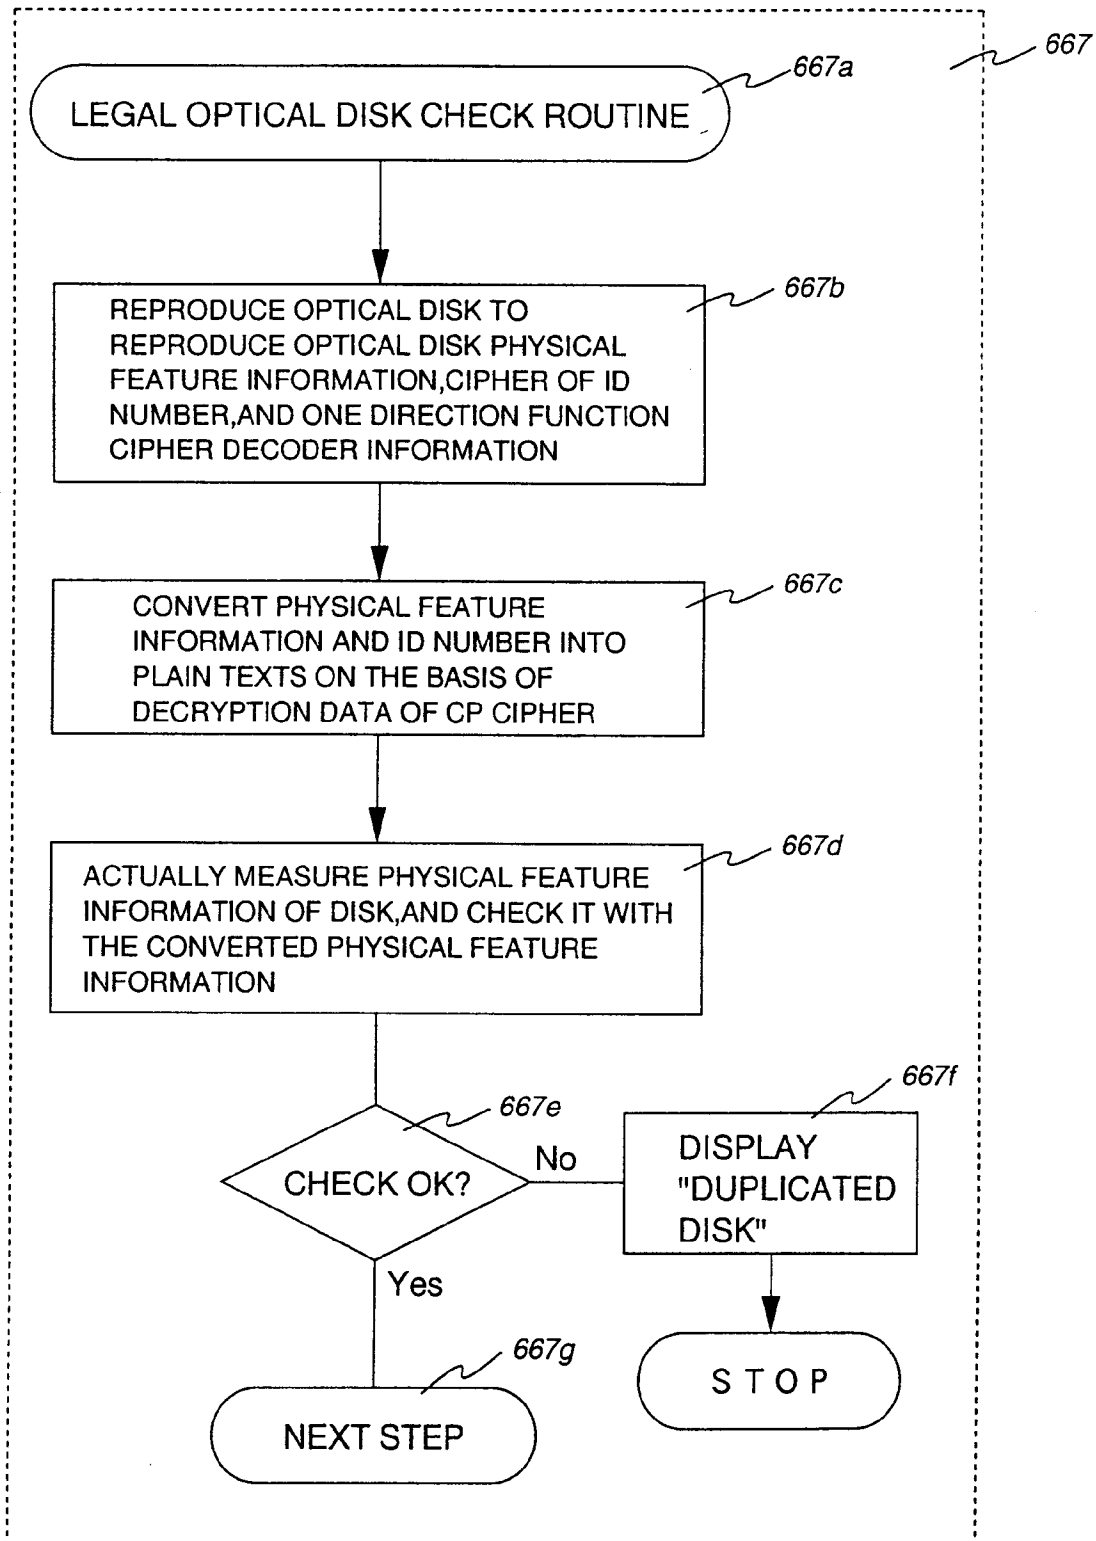 667
667a
LEGAL OPTICAL DISK CHECK ROUTINE
667b
REPRODUCE OPTICAL DISK TO
REPRODUCE OPTICAL DISK PHYSICAL
FEATURE INFORMATION,CIPHER OF ID
NUMBER,AND ONE DIRECTION FUNCTION
CIPHER DECODER INFORMATION
667c
CONVERT PHYSICAL FEATURE
INFORMATION AND ID NUMBER INTO
PLAIN TEXTS ON THE BASIS OF
DECRYPTION DATA OF CP CIPHER
667d
ACTUALLY MEASURE PHYSICAL FEATURE
INFORMATION OF DISK,AND CHECK IT WITH
THE CONVERTED PHYSICAL FEATURE
INFORMATION
667e
CHECK OK?
No
667f
DISPLAY
"DUPLICATED
DISK"
Yes
STOP
667g
NEXT STEP